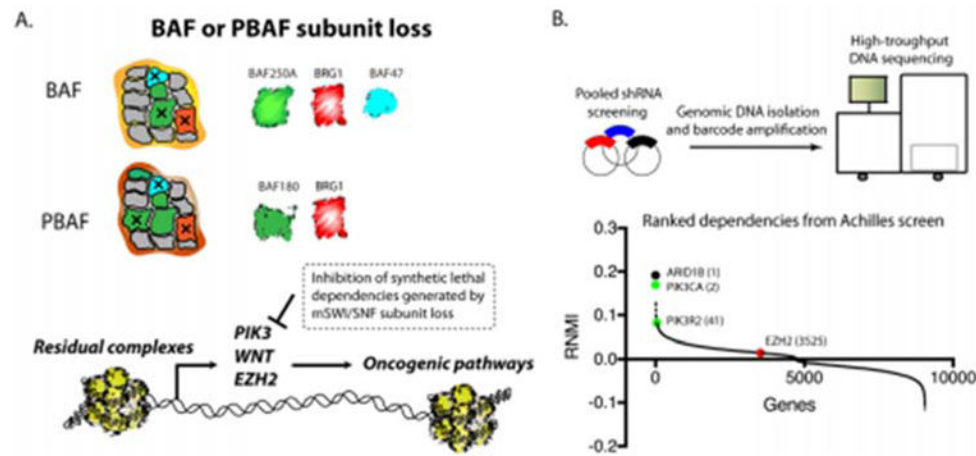 A.
BAF or PBAF subunit loss
BAF
BAF250A BRG1 BAF47
PBAF
BAF180 BRG1
Inhibition of synthetic lethal
dependencies generated by
mSWI/SNF subunit loss
Residual complexes
PIK3
WNT
EZH2
Oncogenic pathways
B.
High-troughput
DNA sequencing
Pooled shRNA
screening
Genomic DNA isolation
and barcode amplification
Ranked dependencies from Achilles screen
0.3
0.2
0.1
0.0
-0.1
-0.2
RNMI
ARID1B (1)
PIK3CA (2)
PIK3R2 (41)
EZH2 (3525)
0 5000 10000
Genes